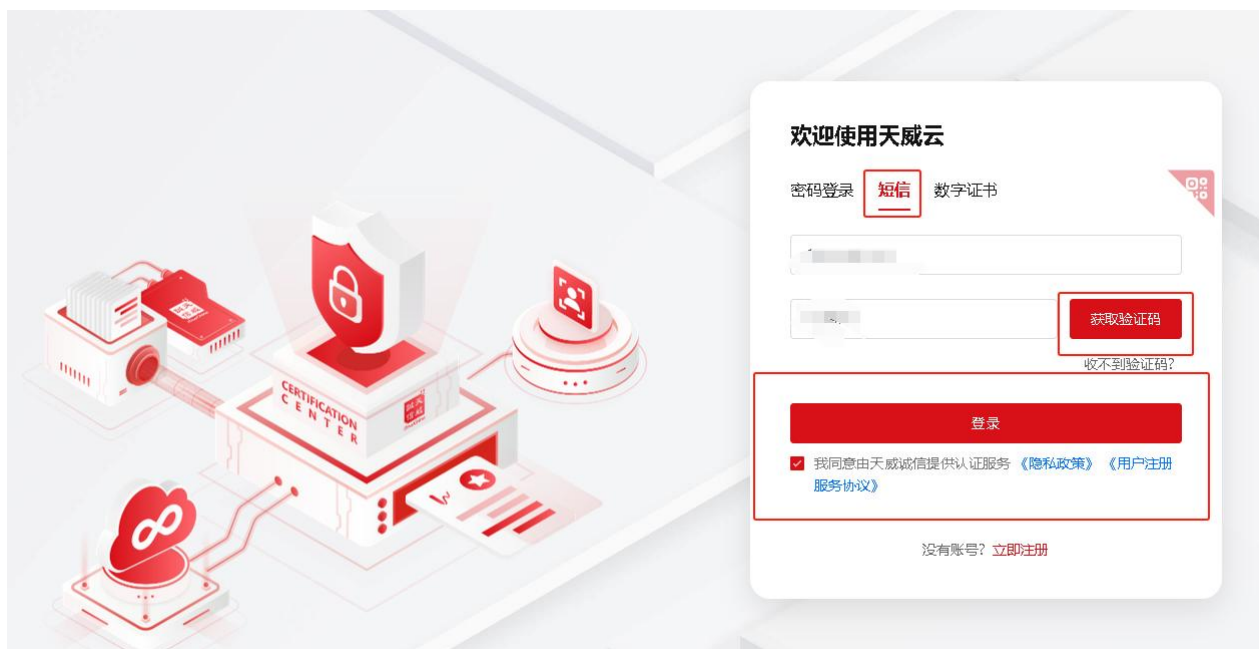 欢迎使用天威云
密码登录 短信 数字证书
获取验证码
收不到验证码?
登录
我同意由天威诚信提供认证服务 《隐私政策》 《用户注册
服务协议》
没有账号? 立即注册
CERTIFICATION
CENTER